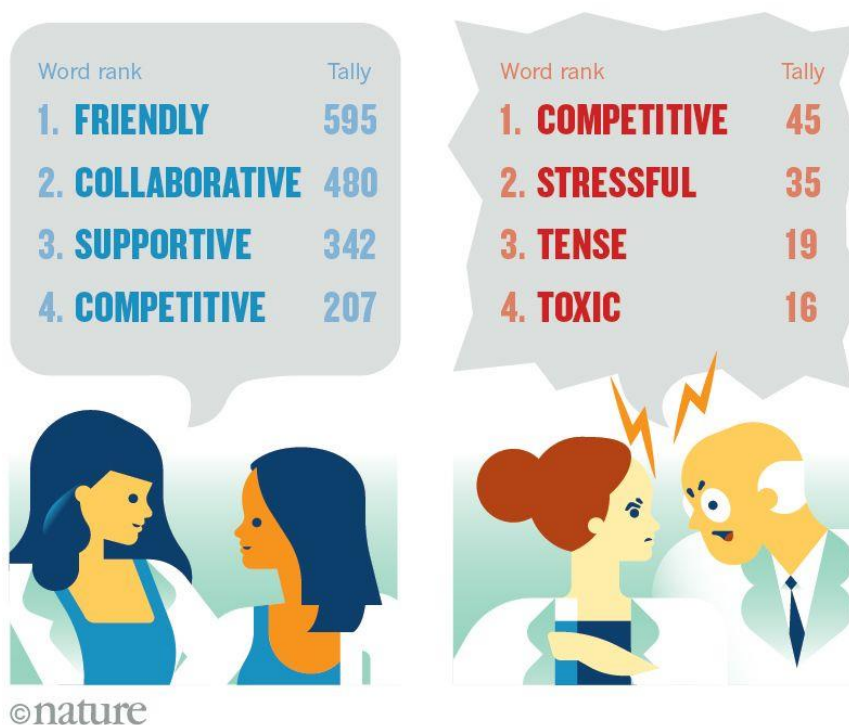 Word rank Tally
1. FRIENDLY 595
2. COLLABORATIVE 480
3. SUPPORTIVE 342
4. COMPETITIVE 207
Word rank Tally
1. COMPETITIVE 45
2. STRESSFUL 35
3. TENSE 19
4. TOXIC 16
©nature